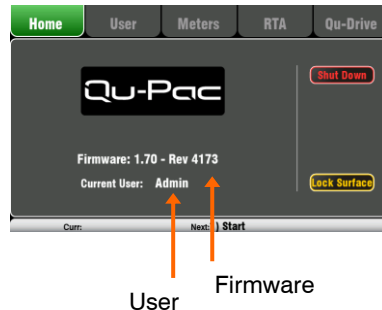 Home User Meters RTA Qu-Drive
Shut Down
Qu-Pac
Firmware: 1.70 - Rev 4173
Current User: Admin
Lock Surface
Curr: Next: ) Start
Firmware
User